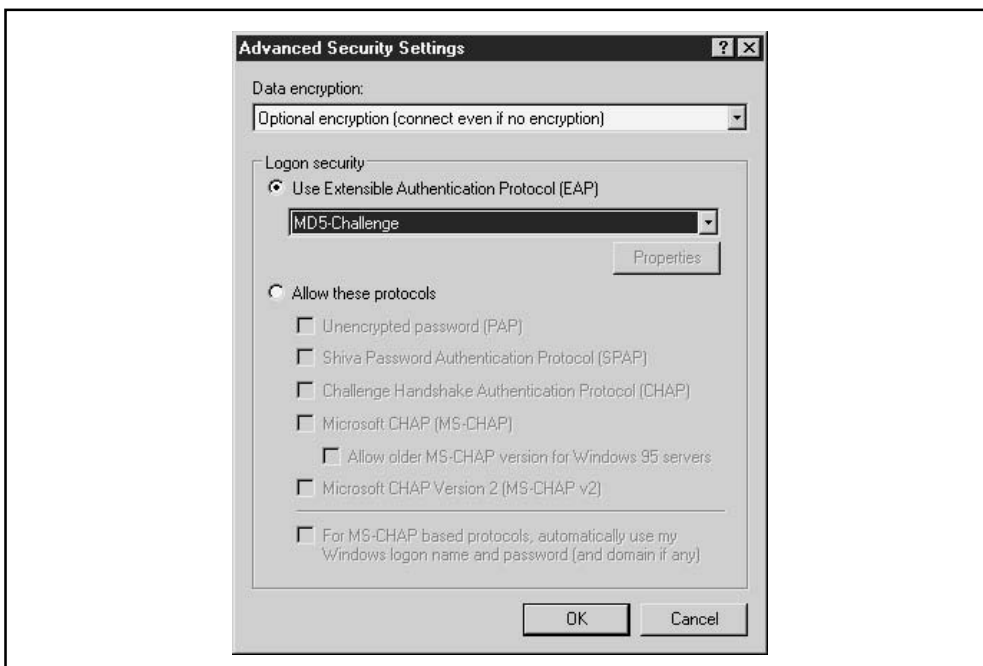 Advanced Security Settings
Data encryption:
Optional encryption (connect even if no encryption)
Logon security
Use Extensible Authentication Protocol (EAP)
MD5-Challenge
Properties
Allow these protocols
Unencrypted password (PAP)
Shiva Password Authentication Protocol (SPAP)
Challenge Handshake Authentication Protocol (CHAP)
Microsoft CHAP (MS-CHAP)
Allow older MS-CHAP version for Windows 95 servers
Microsoft CHAP Version 2 (MS-CHAP v2)
For MS-CHAP based protocols, automatically use my
Windows logon name and password (and domain if any)
OK Cancel